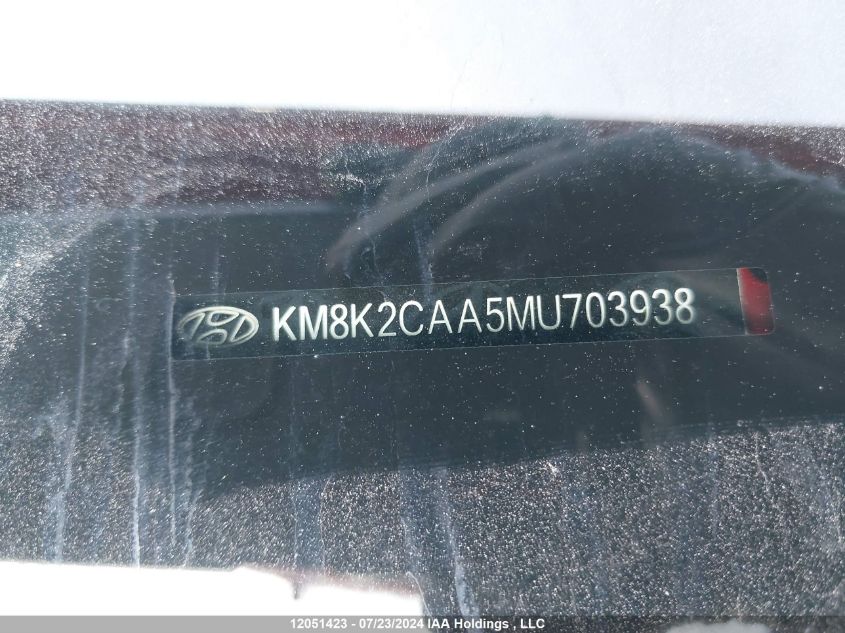 KM8K2CAA5MU703938
12051423 - 07/23/2024 IAA Holdings , LLC